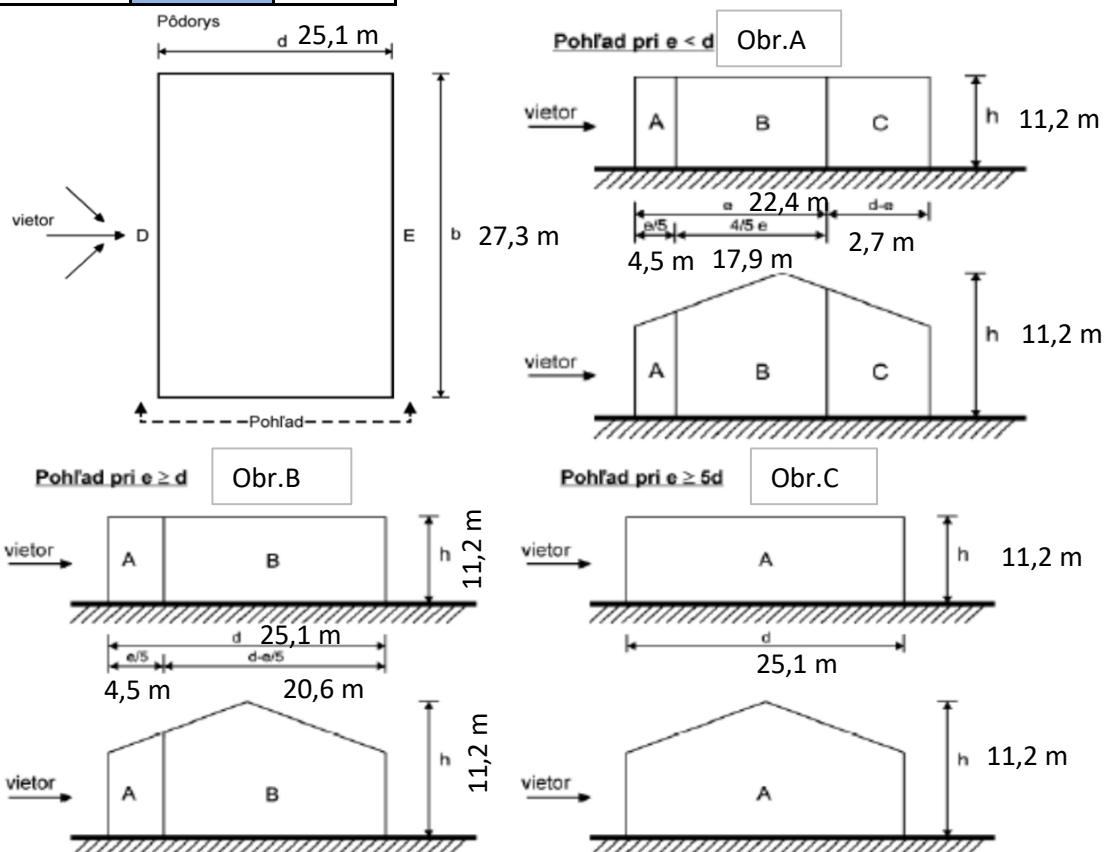 Pôdorys
d 25,1 m
vietor
D
E
b 27,3 m
Pohľad
Pohľad pri e < d Obr.A
vietor
A B C
h 11,2 m
e 22,4 m d-e
e/5 4/5 e 2,7 m
4,5 m 17,9 m
vietor
A B C
h 11,2 m
Pohľad pri e ≥ d Obr.B
vietor
A B
h 11,2 m
d 25,1 m
e/5 d-e/5
4,5 m 20,6 m
vietor
A B
h 11,2 m
Pohľad pri e ≥ 5d Obr.C
vietor
A
h 11,2 m
d
25,1 m
vietor
A
h 11,2 m